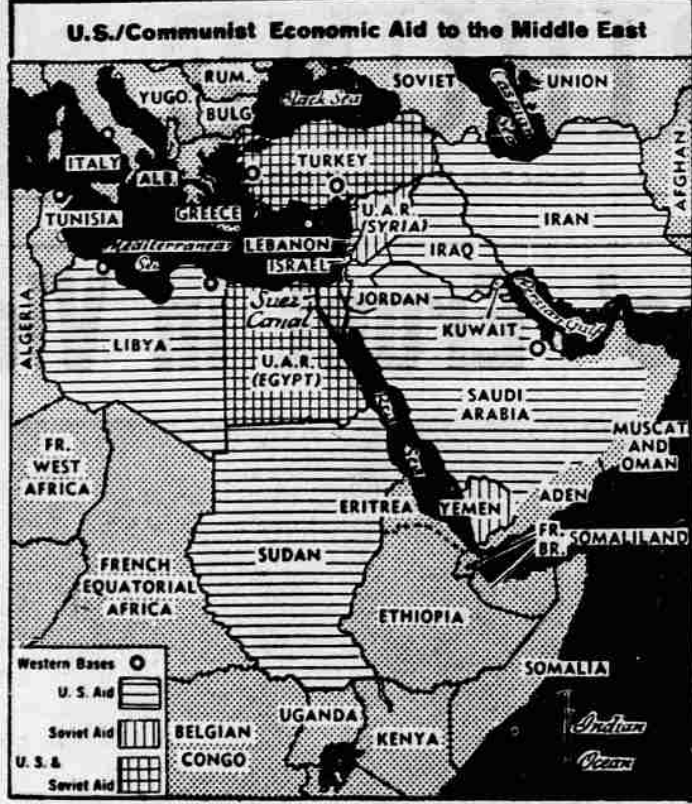 U.S./Communist Economic Aid to the Middle East
RUM.
SOVIET UNION
YUGO.
BULG
Black Sea
Caspian
Sea
ITALY
ALB.
TURKEY
AFGHAN
GREECE
TUNISIA
U.A.R.
(SYRIA)
IRAN
Mediterranean
Sea
LEBANON
ISRAEL
IRAQ
ALGERIA
Suez
Canal
JORDAN
KUWAIT
Persian Gulf
LIBYA
U.A.R.
(EGYPT)
SAUDI
ARABIA
Red Sea
MUSCAT
AND
OMAN
FR.
WEST
AFRICA
ERITREA
YEMEN
ADEN
FR.
BR.
SOMALILAND
SUDAN
FRENCH
EQUATORIAL
AFRICA
ETHIOPIA
SOMALIA
Western Bases
U. S. Aid
Soviet Aid
U. S. &
Soviet Aid
BELGIAN
CONGO
UGANDA
KENYA
Indian
Ocean